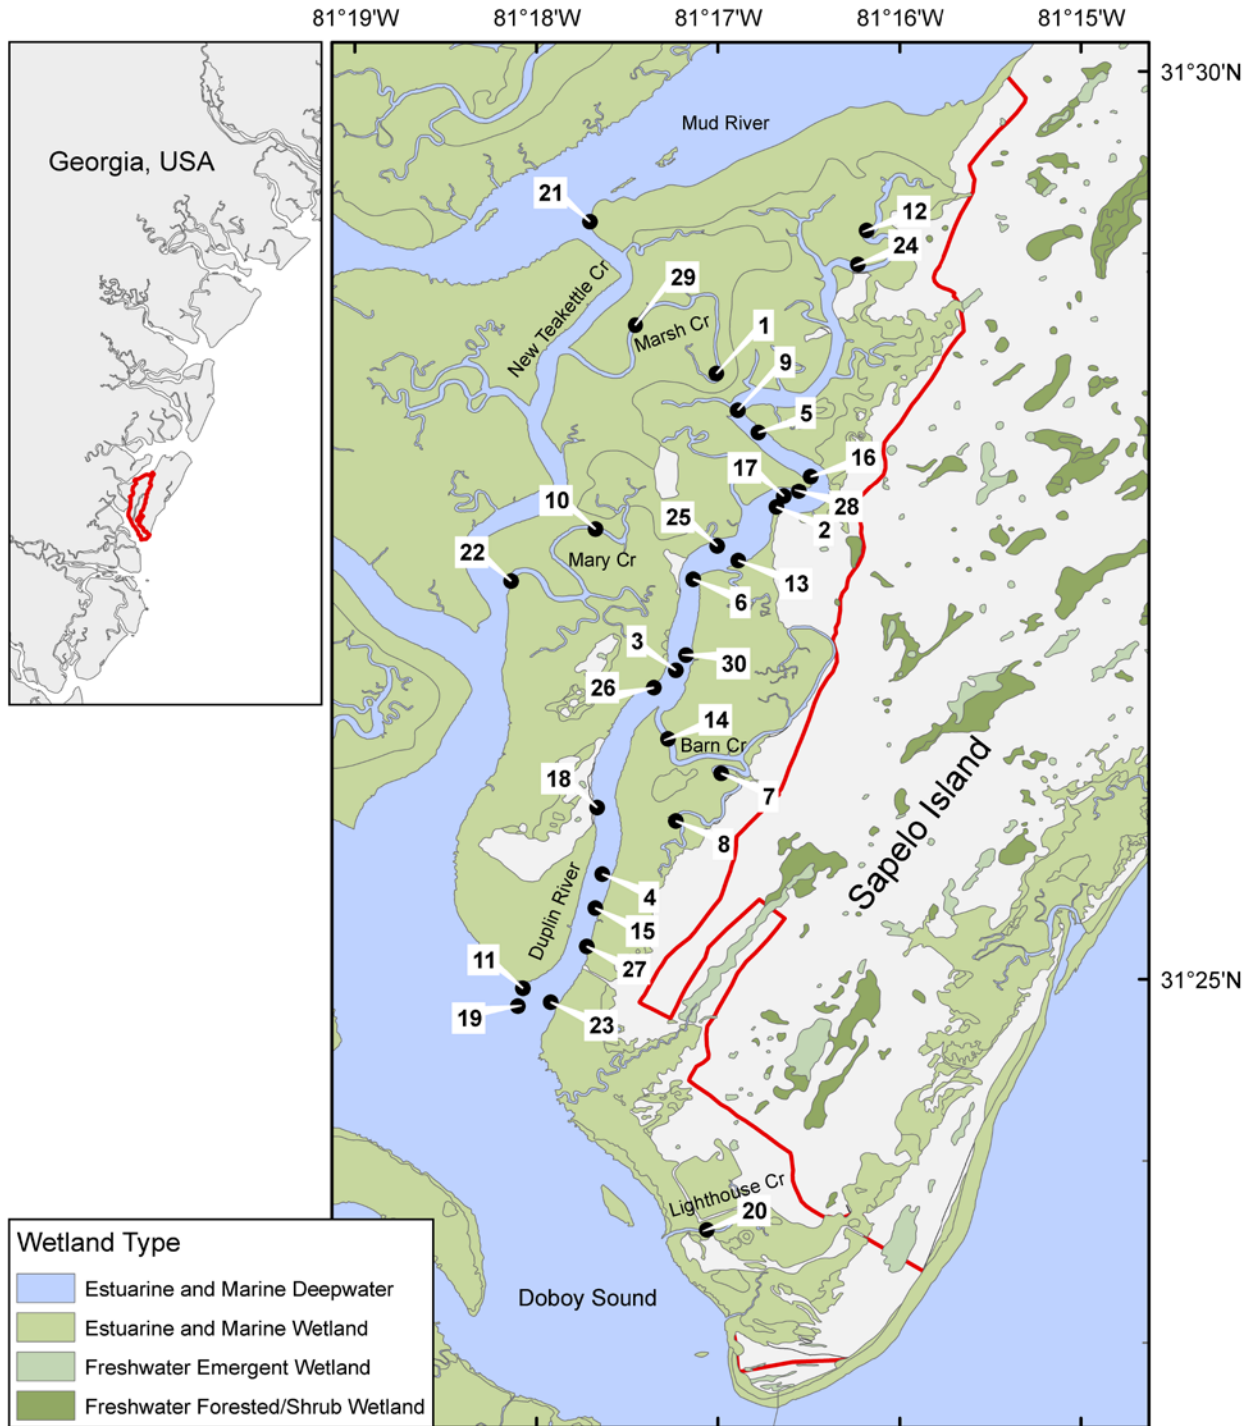 81°19'W 81°18'W 81°17'W 81°16'W 81°15'W
31°30'N
Georgia, USA
Mud River
21
12
24
New Teakettle Cr
29
Marsh Cr
1
9
5
17
16
10
25
28
2
22
Mary Cr
13
6
3
30
26
14
Barn Cr
18
7
8
Sapelo Island
Duplin River
4
15
11
27
31°25'N
19
23
Lighthouse Cr
20
Doboy Sound
Wetland Type
Estuarine and Marine Deepwater
Estuarine and Marine Wetland
Freshwater Emergent Wetland
Freshwater Forested/Shrub Wetland